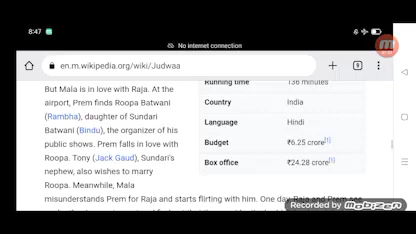 8:47
No internet connection
en.m.wikipedia.org/wiki/Judwaa
9
But Mala is in love with Raja. At the
airport, Prem finds Roopa Batwani
(Rambha), daughter of Sundari
Batwani (Bindu), the organizer of his
public shows. Prem falls in love with
Roopa. Tony (Jack Gaud), Sundari's
nephew, also wishes to marry
Roopa. Meanwhile, Mala
misunderstands Prem for Raja and starts flirting with him. One day Raja and Prem see
Running time 136 minutes
Country India
Language Hindi
Budget ₹6.25 crore[1]
Box office ₹24.28 crore[1]
Recorded by mobizen